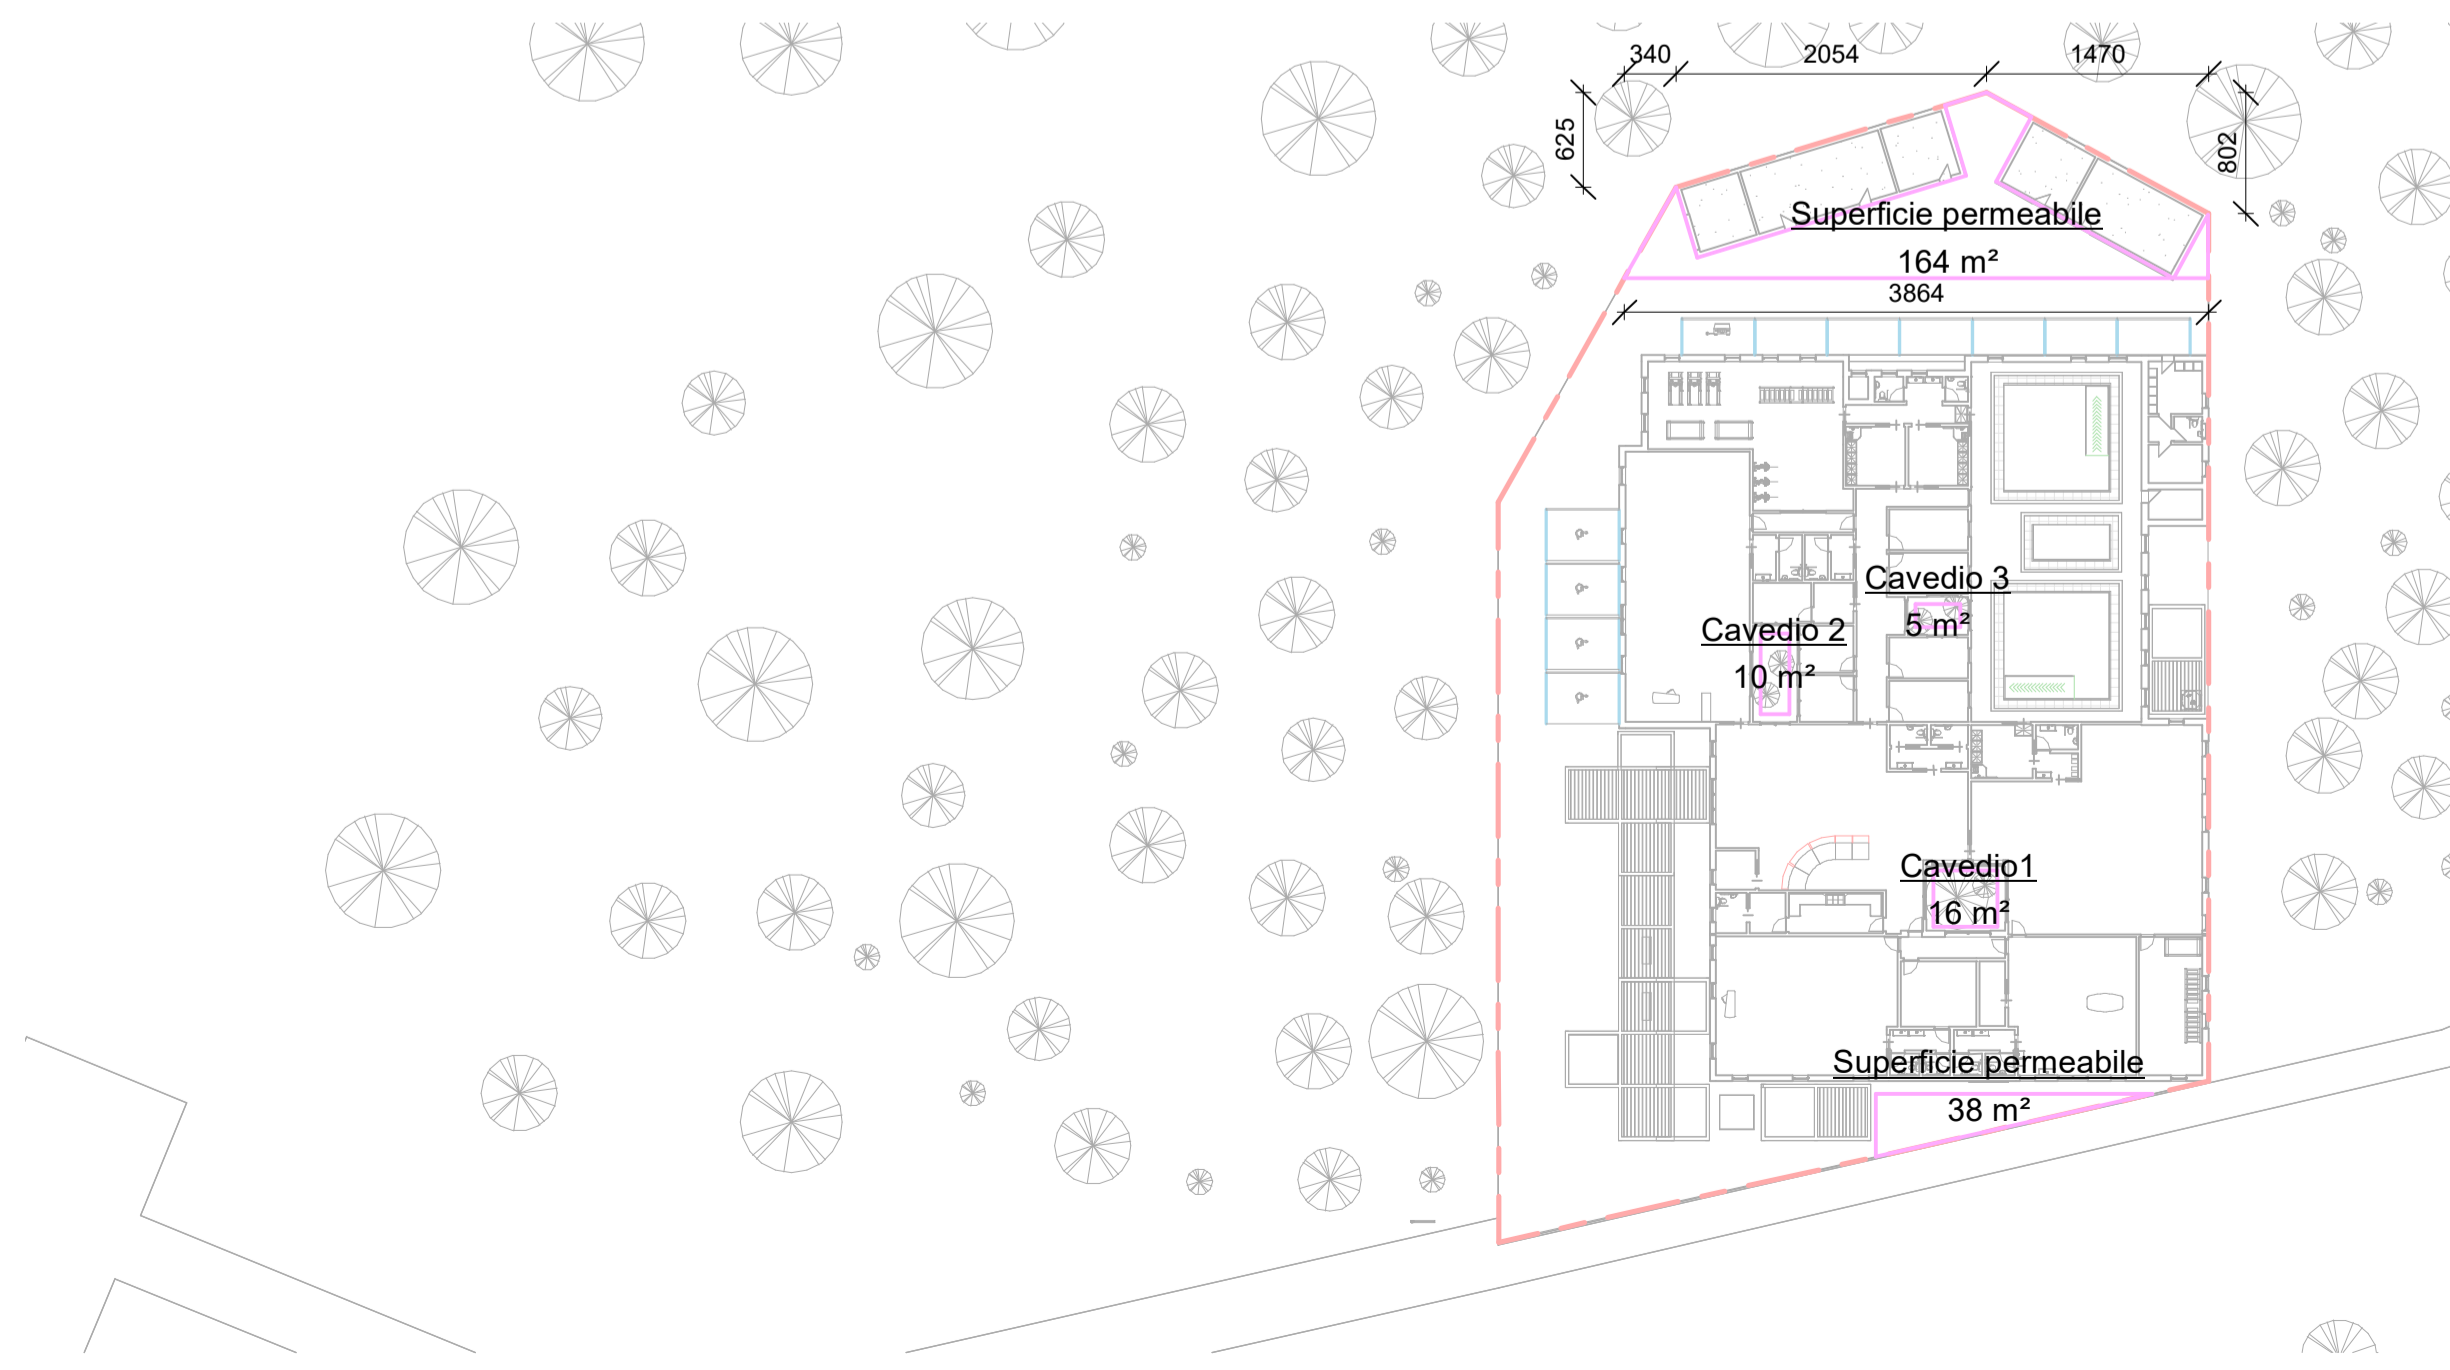 340
2054
1470
625
802
Superficie permeabile
164 m²
3864
Cavedio 3
5 m²
Cavedio 2
10 m²
Cavedio1
16 m²
Superficie permeabile
38 m²